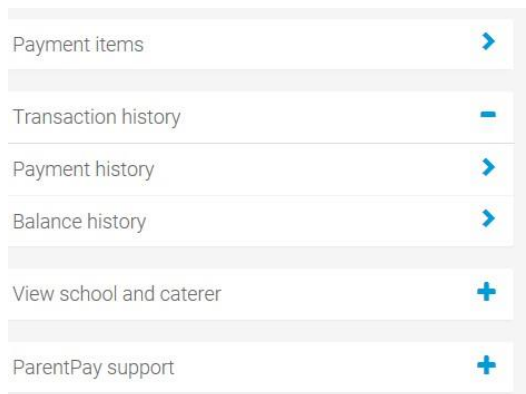 Payment items
Transaction history
Payment history
Balance history
View school and caterer
ParentPay support